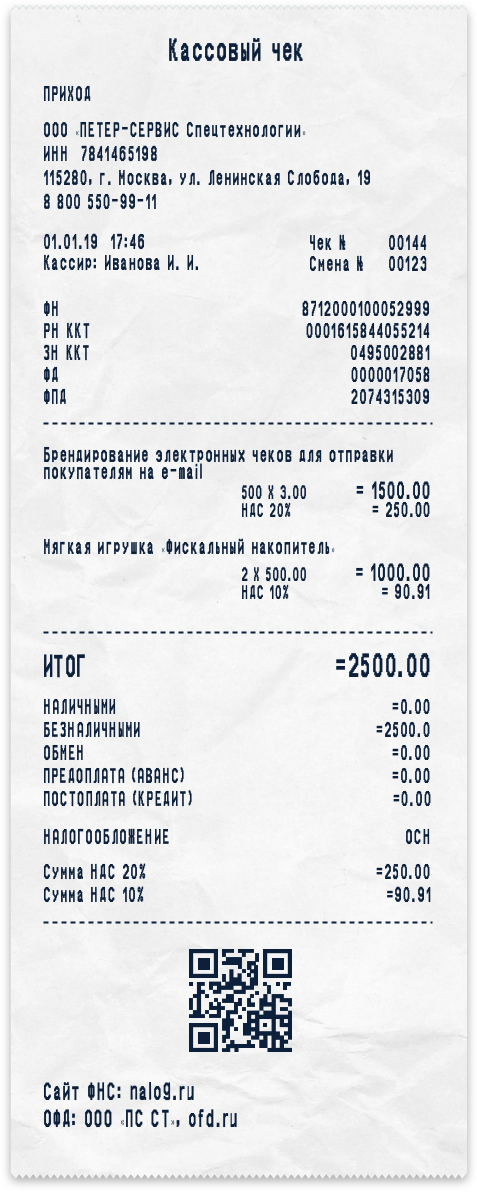 Кассовый чек
ПРИХОД
ООО «ПЕТЕР-СЕРВИС Спецтехнологии»
ИНН 7841465198
115280, г. Москва, ул. Ленинская Слобода, 19
8 800 550-99-11
01.01.19 17:46 Чек № 00144
Кассир: Иванова И. И. Смена № 00123
ФН 8712000100052999
РН ККТ 0001615844055214
ЗН ККТ 0495002881
ФД 0000017058
ФПД 2074315309
Брендирование электронных чеков для отправки
покупателям на e-mail
500 X 3.00 = 1500.00
НДС 20% = 250.00
Мягкая игрушка «Фискальный накопитель»
2 X 500.00 = 1000.00
НДС 10% = 90.91
ИТОГ =2500.00
НАЛИЧНЫМИ =0.00
БЕЗНАЛИЧНЫМИ =2500.0
ОБМЕН =0.00
ПРЕДОПЛАТА (АВАНС) =0.00
ПОСТОПЛАТА (КРЕДИТ) =0.00
НАЛОГООБЛОЖЕНИЕ ОСН
Сумма НДС 20% =250.00
Сумма НДС 10% =90.91
Сайт ФНС: nalog.ru
ОФД: ООО «ПС СТ», ofd.ru